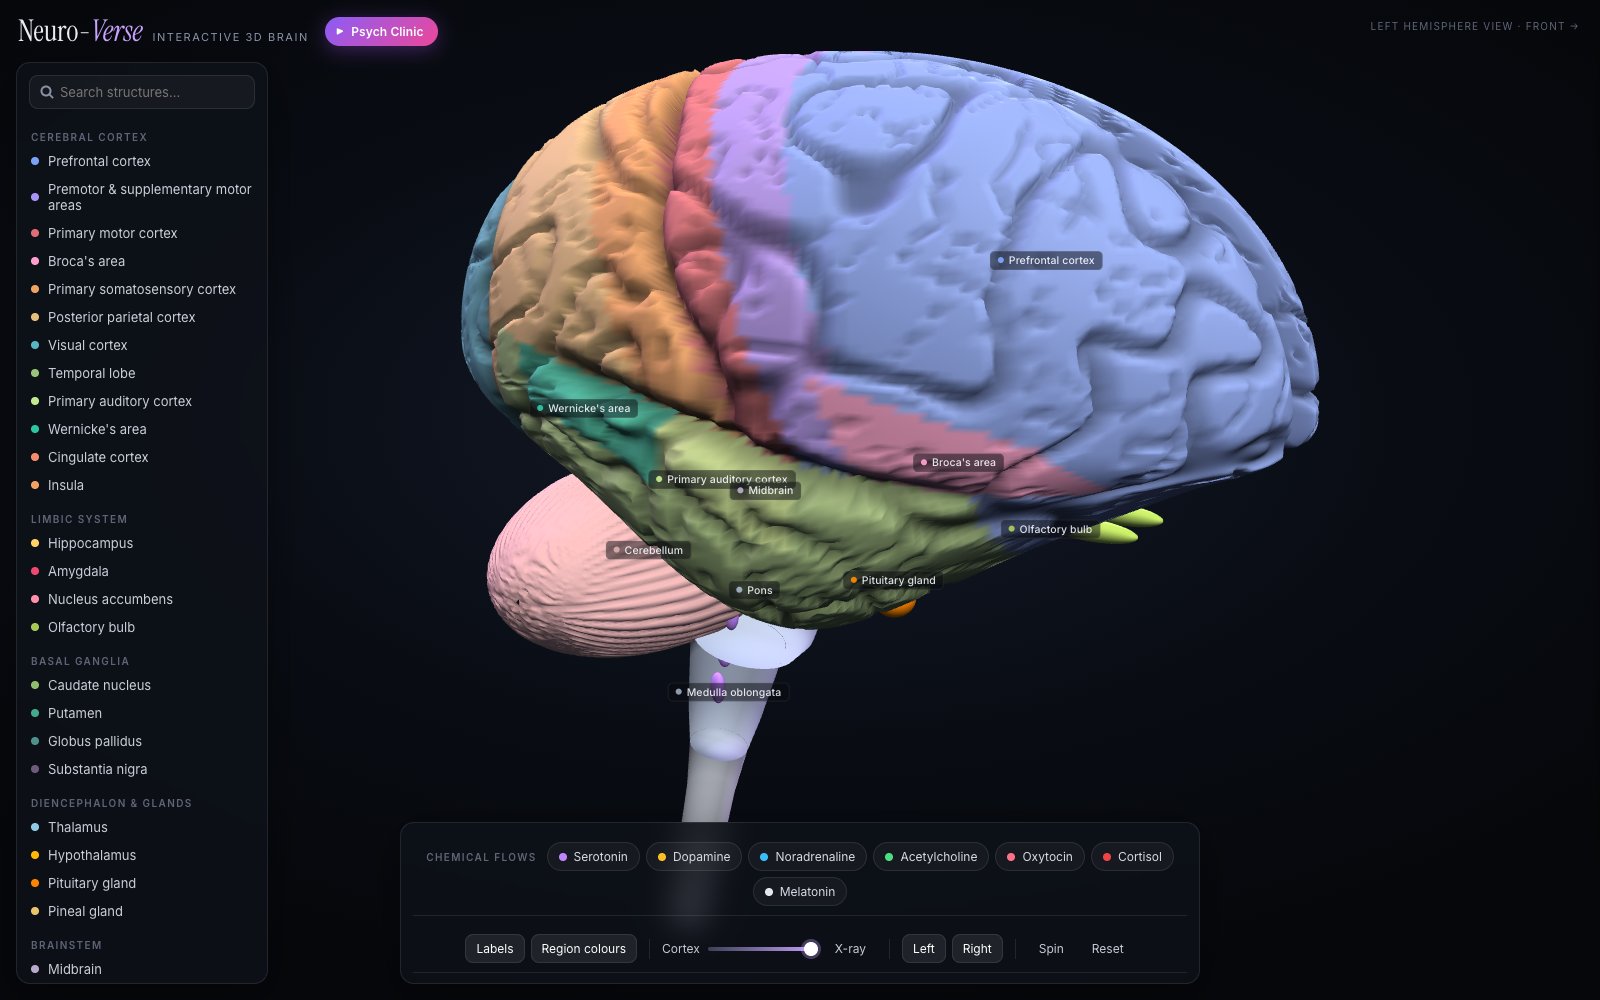 Neuro-Verse INTERACTIVE 3D BRAIN
Psych Clinic
LEFT HEMISPHERE VIEW · FRONT →
Search structures...
CEREBRAL CORTEX
Prefrontal cortex
Premotor & supplementary motor
areas
Primary motor cortex
Broca's area
Primary somatosensory cortex
Posterior parietal cortex
Visual cortex
Temporal lobe
Primary auditory cortex
Wernicke's area
Cingulate cortex
Insula
LIMBIC SYSTEM
Hippocampus
Amygdala
Nucleus accumbens
Olfactory bulb
BASAL GANGLIA
Caudate nucleus
Putamen
Globus pallidus
Substantia nigra
DIENCEPHALON & GLANDS
Thalamus
Hypothalamus
Pituitary gland
Pineal gland
BRAINSTEM
Midbrain
Prefrontal cortex
Wernicke's area
Broca's area
Primary auditory cortex
Midbrain
Olfactory bulb
Cerebellum
Pituitary gland
Pons
Medulla oblongata
CHEMICAL FLOWS Serotonin Dopamine Noradrenaline Acetylcholine Oxytocin Cortisol
Melatonin
Labels Region colours Cortex X-ray Left Right Spin Reset